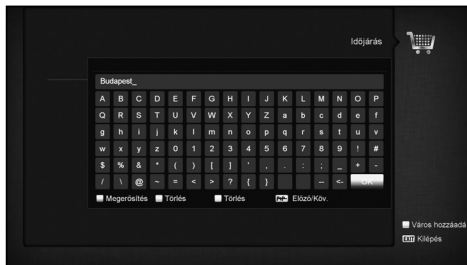 Időjárás
Budapest_
A B C D E F G H I J K L M N O P
Q R S T U V W X Y Z a b c d e f
g h i j k l m n o p q r s t u v
w x y z 0 1 2 3 4 5 6 7 8 9 ! #
$ % & * ( ) [ ] ' , . : ; _ + -
/ \ @ ~ = < > ? { } -- <- OK
Megerősítés Törlés Törlés Előző/Köv.
Város hozzáadá
EXIT Kilépés